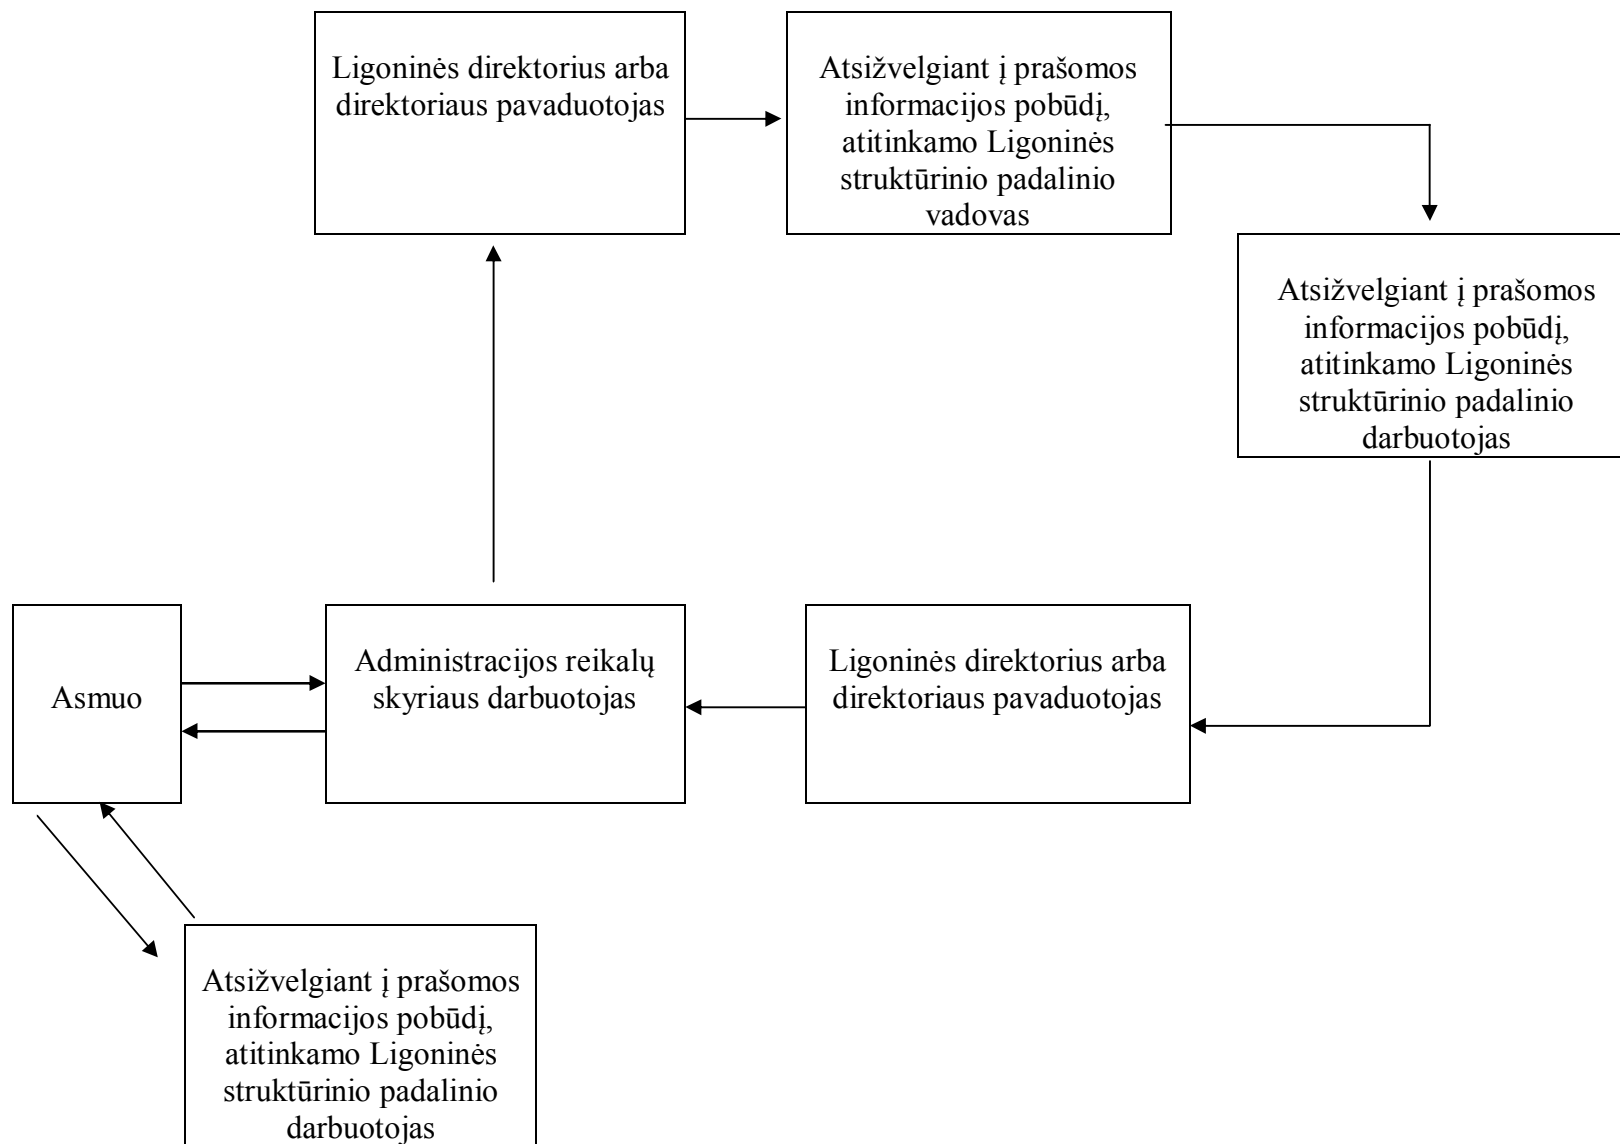 Ligoninės direktorius arba
direktoriaus pavaduotojas
Atsižvelgiant į prašomos
informacijos pobūdį,
atitinkamo Ligoninės
struktūrinio padalinio
vadovas
Atsižvelgiant į prašomos
informacijos pobūdį,
atitinkamo Ligoninės
struktūrinio padalinio
darbuotojas
Asmuo
Administracijos reikalų
skyriaus darbuotojas
Ligoninės direktorius arba
direktoriaus pavaduotojas
Atsižvelgiant į prašomos
informacijos pobūdį,
atitinkamo Ligoninės
struktūrinio padalinio
darbuotojas